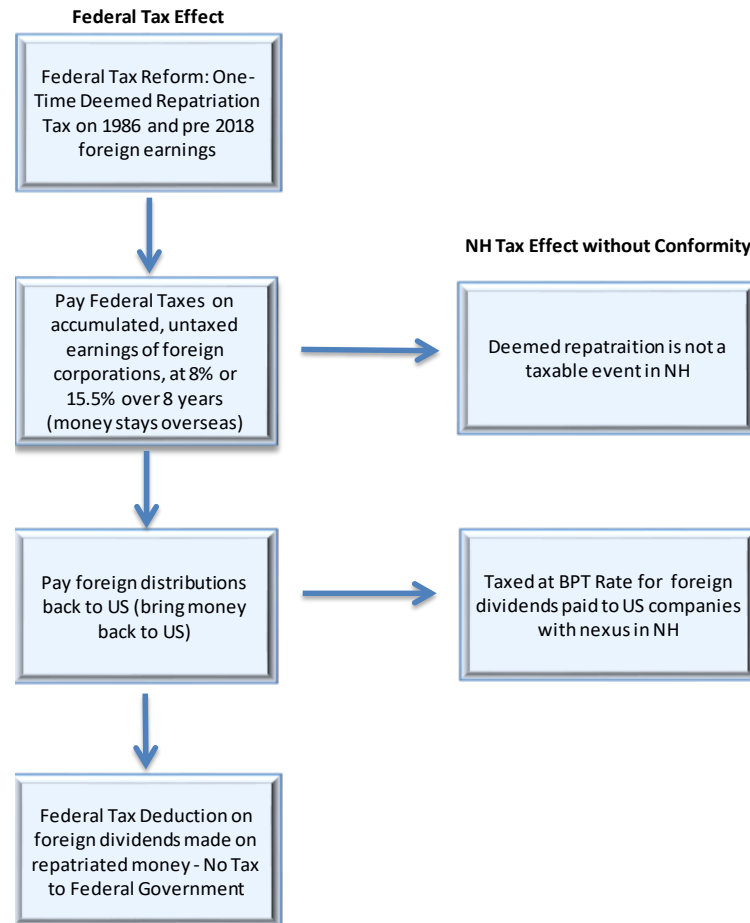 Federal Tax Effect
Federal Tax Reform: One-
Time Deemed Repatriation
Tax on 1986 and pre 2018
foreign earnings
NH Tax Effect without Conformity
Pay Federal Taxes on
accumulated, untaxed
earnings of foreign
corporations, at 8% or
15.5% over 8 years
(money stays overseas)
Deemed repatraition is not a
taxable event in NH
Pay foreign distributions
back to US (bring money
back to US)
Taxed at BPT Rate for foreign
dividends paid to US companies
with nexus in NH
Federal Tax Deduction on
foreign dividends made on
repatriated money - No Tax
to Federal Government